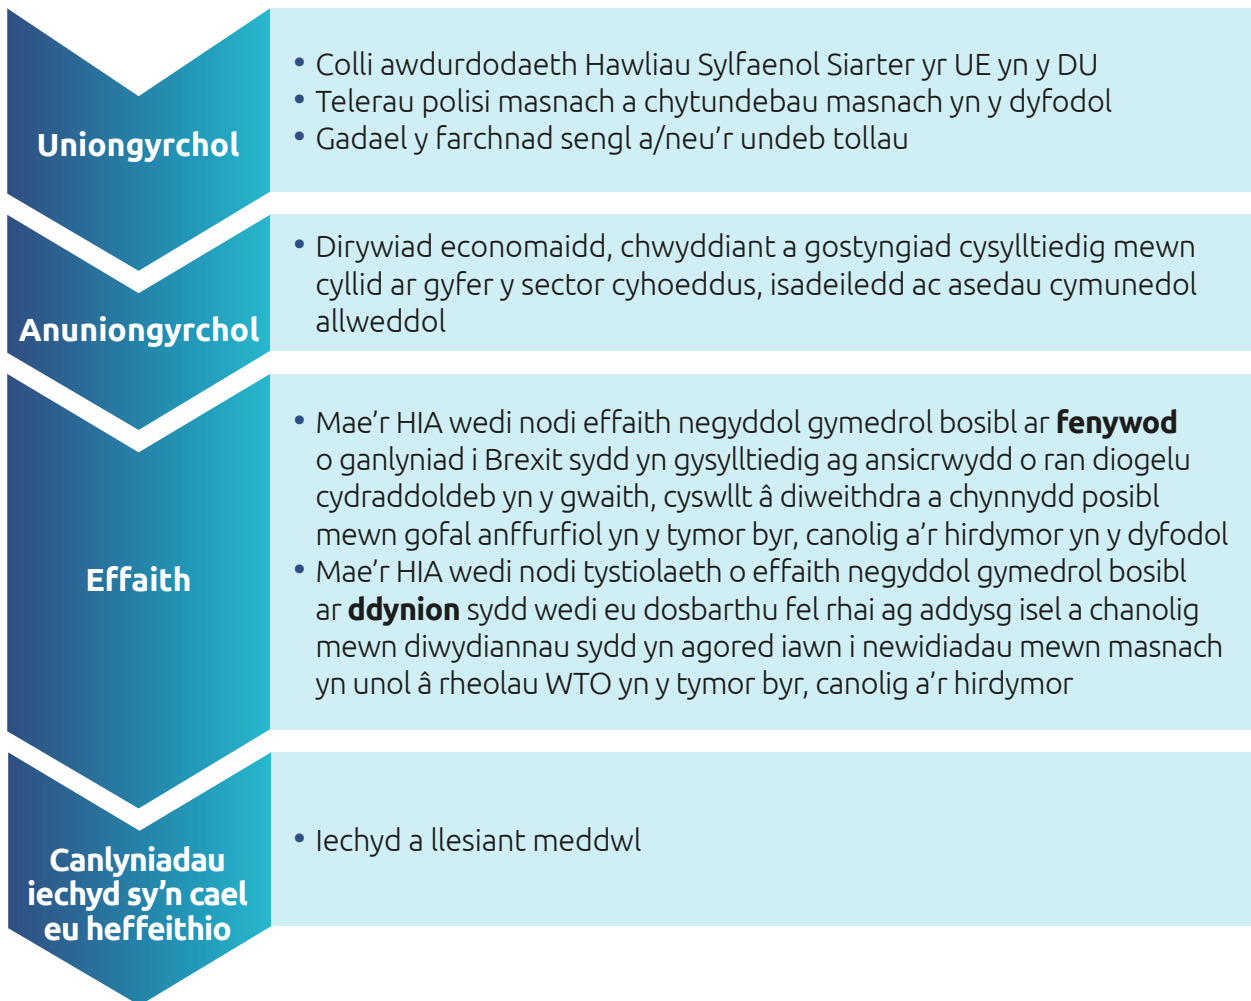 Uniongyrchol
• Colli awdurdodaeth Hawliau Sylfaenol Siarter yr UE yn y DU
• Telerau polisi masnach a chytundebau masnach yn y dyfodol
• Gadael y farchnad sengl a/neu’r undeb tollau
Anuniongyrchol
• Dirywiad economaidd, chwyddiant a gostyngiad cysylltiedig mewn
cyllid ar gyfer y sector cyhoeddus, isadeiledd ac asedau cymunedol
allweddol
Effaith
• Mae’r HIA wedi nodi effaith negyddol gymedrol bosibl ar fenywod
o ganlyniad i Brexit sydd yn gysylltiedig ag ansicrwydd o ran diogelu
cydraddoldeb yn y gwaith, cyswllt â diweithdra a chynnydd posibl
mewn gofal anffurfiol yn y tymor byr, canolig a’r hirdymor yn y dyfodol
• Mae’r HIA wedi nodi tystiolaeth o effaith negyddol gymedrol bosibl
ar ddynion sydd wedi eu dosbarthu fel rhai ag addysg isel a chanolig
mewn diwydiannau sydd yn agored iawn i newidiadau mewn masnach
yn unol â rheolau WTO yn y tymor byr, canolig a’r hirdymor
Canlyniadau
iechyd sy’n cael
eu heffeithio
• Iechyd a llesiant meddwl